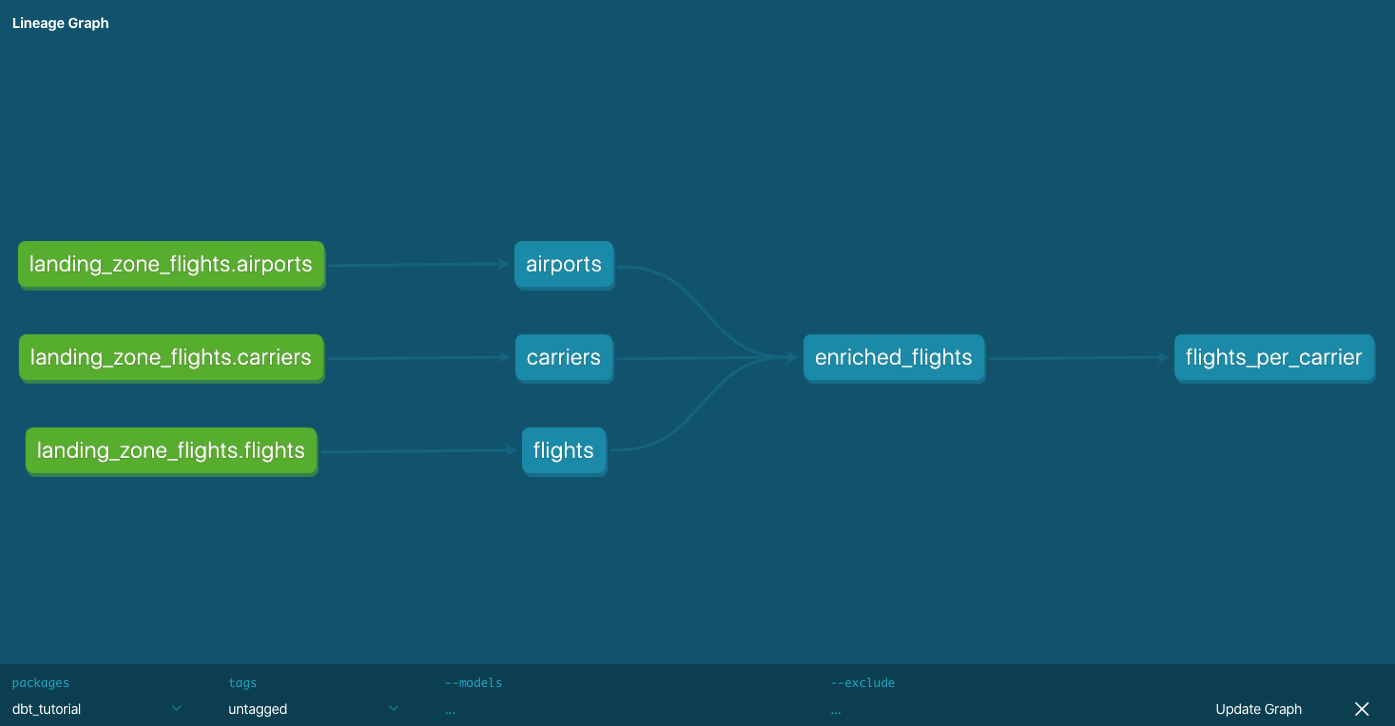 Lineage Graph
landing_zone_flights.airports
airports
landing_zone_flights.carriers
carriers
enriched_flights
flights_per_carrier
landing_zone_flights.flights
flights
packages
tags
--models
--exclude
dbt_tutorial
untagged
...
...
Update Graph